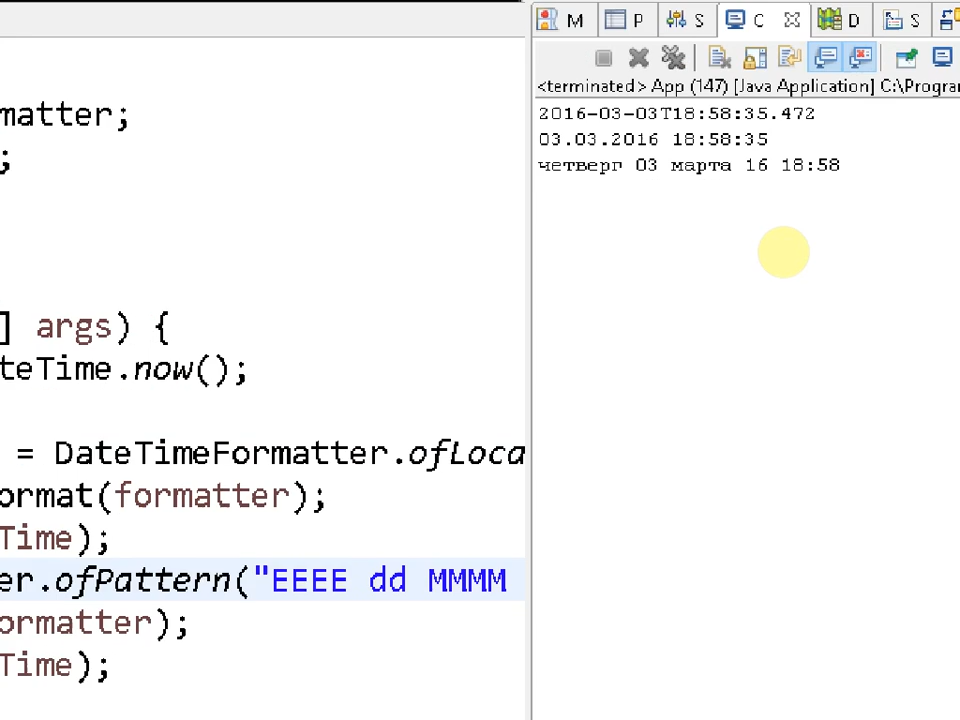 M P S C D S
<terminated> App (147) [Java Application] C:\Progra
2016-03-03T18:58:35.472
03.03.2016 18:58:35
четверг 03 марта 16 18:58
matter;
;
] args) {
teTime.now();
= DateTimeFormatter.ofLoca
ormat(formatter);
Time);
er.ofPattern("EEEE dd MMMM
ormatter);
Time);